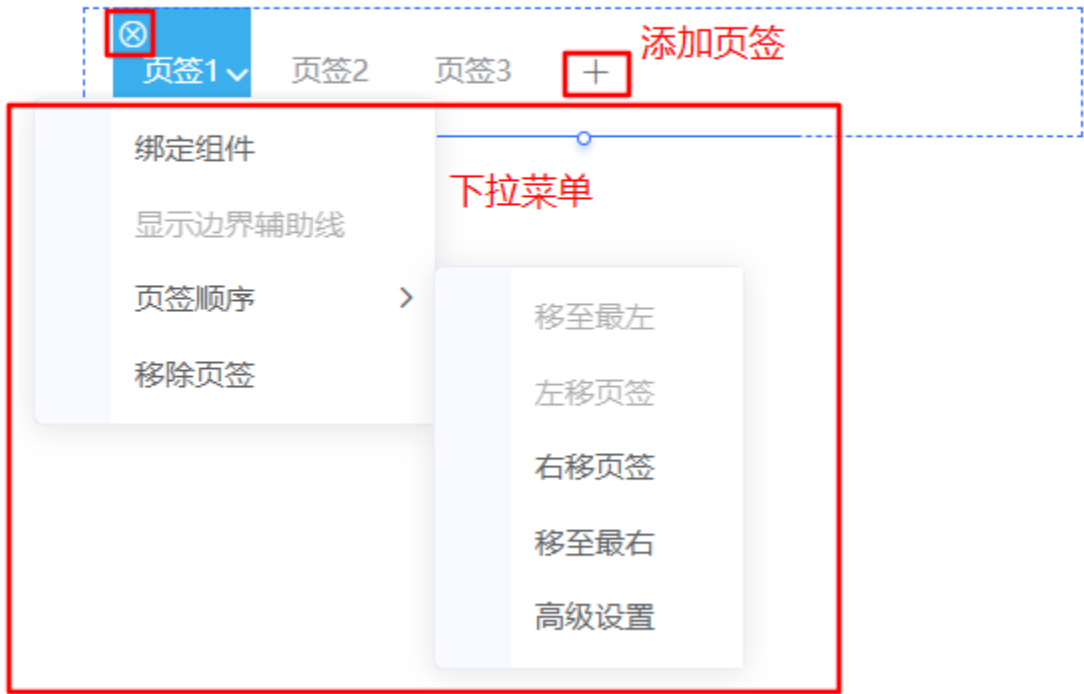 添加页签
页签1 页签2 页签3
绑定组件
下拉菜单
显示边界辅助线
页签顺序
移至最左
移除页签
左移页签
右移页签
移至最右
高级设置